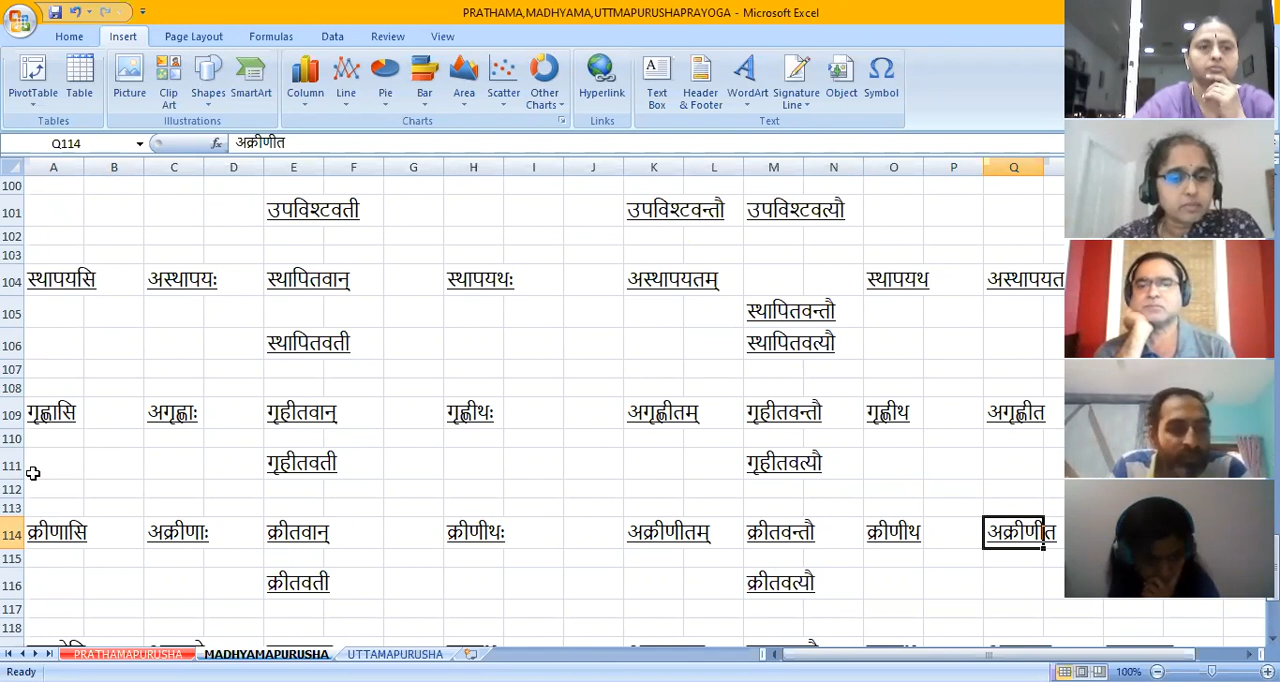 PRATHAMA,MADHYAMA,UTTMAPURUSHAPRAYOGA - Microsoft Excel
Home Insert Page Layout Formulas Data Review View
PivotTable Table Picture Clip Art Shapes SmartArt Column Line Pie Bar Area Scatter Other Charts Hyperlink Text Box Header & Footer WordArt Signature Line Object Symbol
Tables Illustrations Charts Links Text
Q114 fx अक्रीणीत
A B C D E F G H I J K L M N O P Q
100
101 उपविश्टवती उपविश्टवन्तौ उपविश्टवत्यौ
102
103
104 स्थापयसि अस्थापयः स्थापितवान् स्थापयथः अस्थापयतम् स्थापयथ अस्थापयत
105 स्थापितवन्तौ
106 स्थापितवती स्थापितवत्यौ
107
108
109 गृह्णासि अगृह्णाः गृहीतवान् गृह्णीथः अगृह्णीतम् गृहीतवन्तौ गृह्णीथ अगृह्णीत
110
111 गृहीतवती गृहीतवत्यौ
112
113
114 क्रीणासि अक्रीणाः क्रीतवान् क्रीणीथः अक्रीणीतम् क्रीतवन्तौ क्रीणीथ अक्रीणीत
115
116 क्रीतवती क्रीतवत्यौ
117
118
PRATHAMAPURUSHA MADHYAMAPURUSHA UTTAMAPURUSHA
Ready 100%